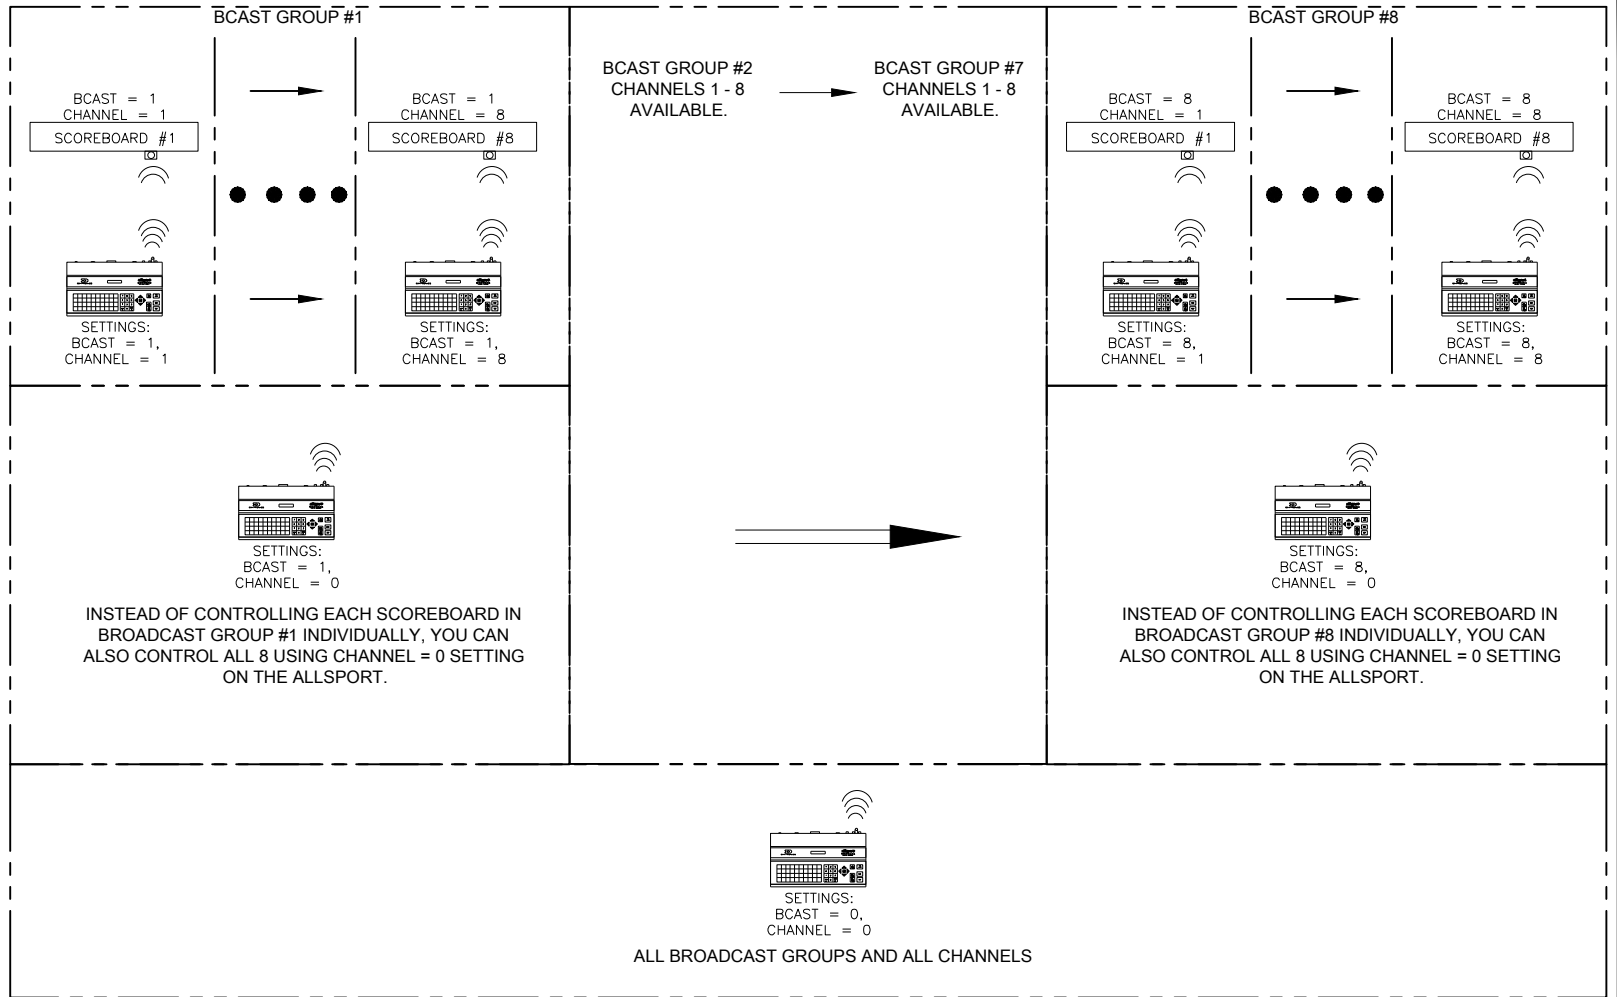 BCAST GROUP #1
BCAST = 1
CHANNEL = 1
SCOREBOARD #1
BCAST = 1
CHANNEL = 8
SCOREBOARD #8
SETTINGS:
BCAST = 1,
CHANNEL = 1
SETTINGS:
BCAST = 1,
CHANNEL = 8
BCAST GROUP #2
CHANNELS 1 - 8
AVAILABLE.
BCAST GROUP #7
CHANNELS 1 - 8
AVAILABLE.
BCAST GROUP #8
BCAST = 8
CHANNEL = 1
SCOREBOARD #1
BCAST = 8
CHANNEL = 8
SCOREBOARD #8
SETTINGS:
BCAST = 8,
CHANNEL = 1
SETTINGS:
BCAST = 8,
CHANNEL = 8
SETTINGS:
BCAST = 1,
CHANNEL = 0
INSTEAD OF CONTROLLING EACH SCOREBOARD IN
BROADCAST GROUP #1 INDIVIDUALLY, YOU CAN
ALSO CONTROL ALL 8 USING CHANNEL = 0 SETTING
ON THE ALLSPORT.
SETTINGS:
BCAST = 8,
CHANNEL = 0
INSTEAD OF CONTROLLING EACH SCOREBOARD IN
BROADCAST GROUP #8 INDIVIDUALLY, YOU CAN
ALSO CONTROL ALL 8 USING CHANNEL = 0 SETTING
ON THE ALLSPORT.
SETTINGS:
BCAST = 0,
CHANNEL = 0
ALL BROADCAST GROUPS AND ALL CHANNELS